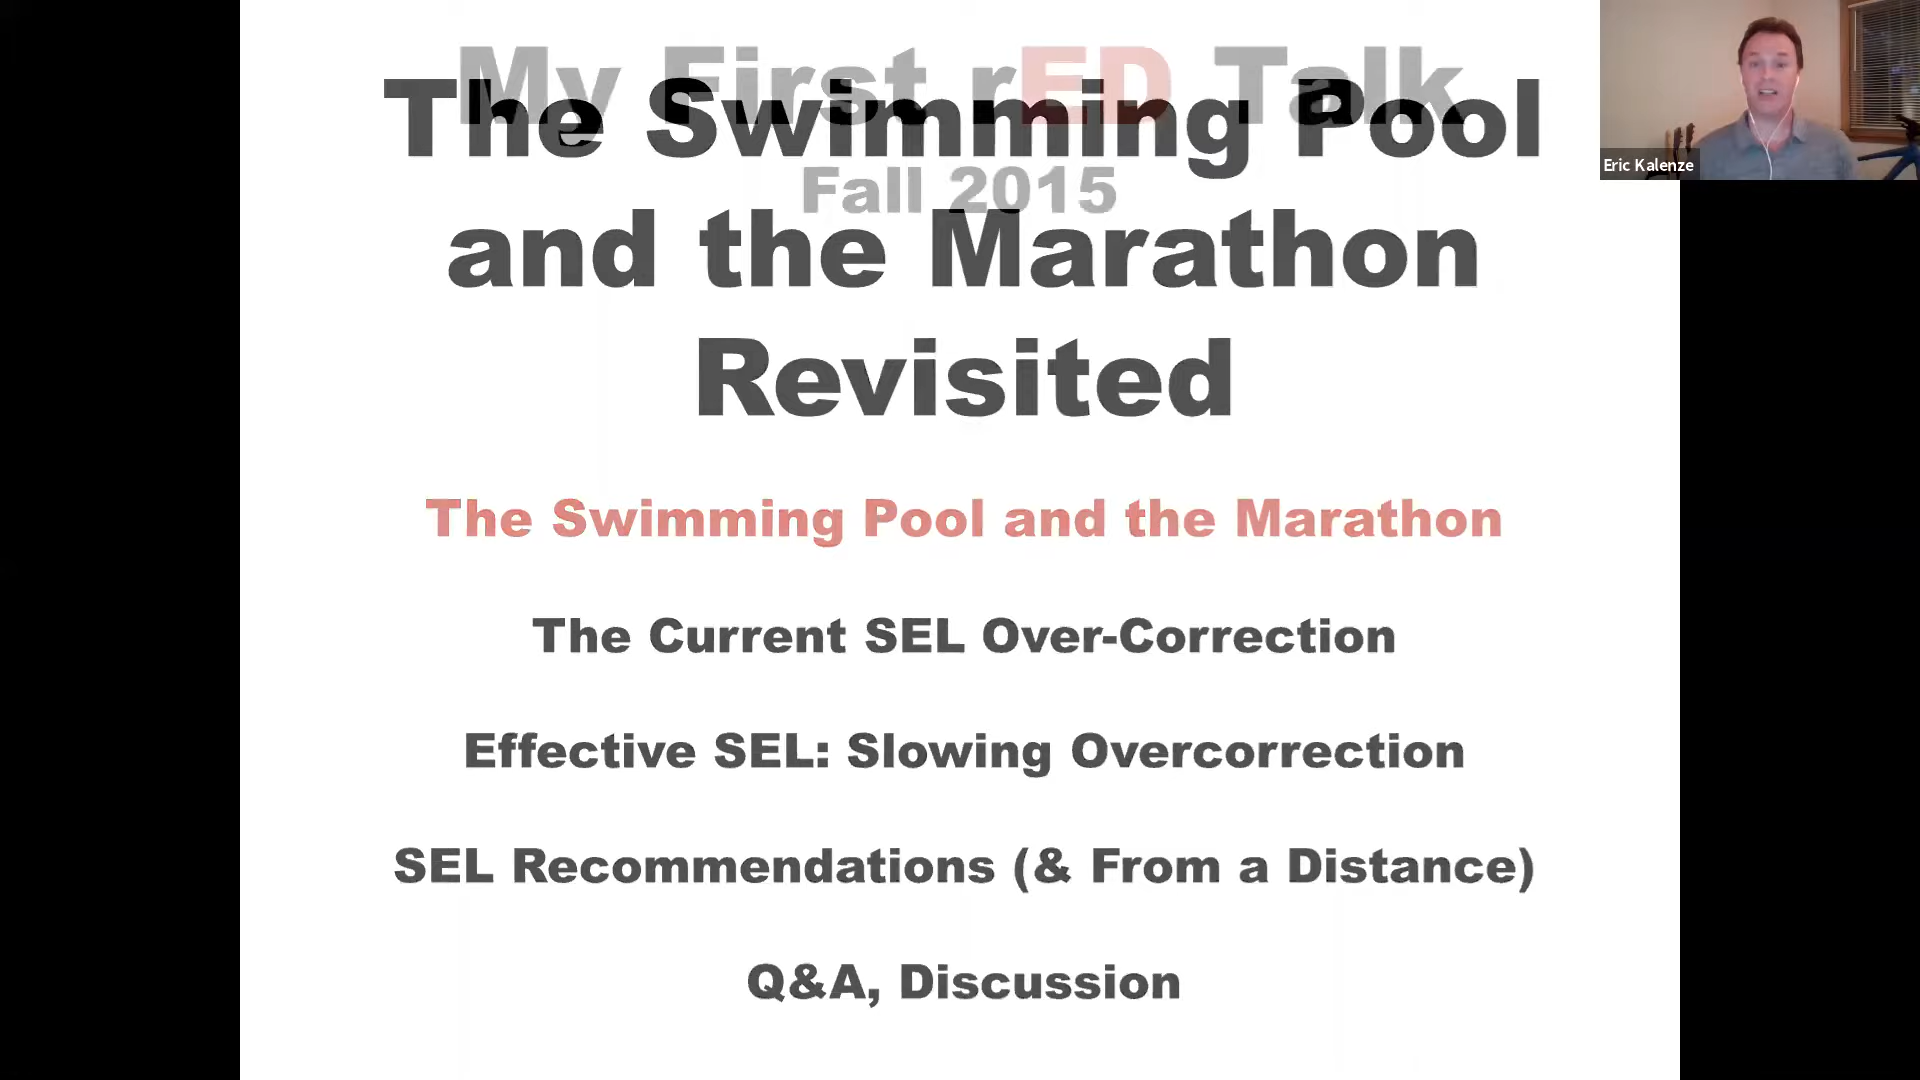 My First rED Talk
The Swimming Pool
Fall 2015
and the Marathon
Revisited
The Swimming Pool and the Marathon
The Current SEL Over-Correction
Effective SEL: Slowing Overcorrection
SEL Recommendations (& From a Distance)
Q&A, Discussion
Eric Kalenze